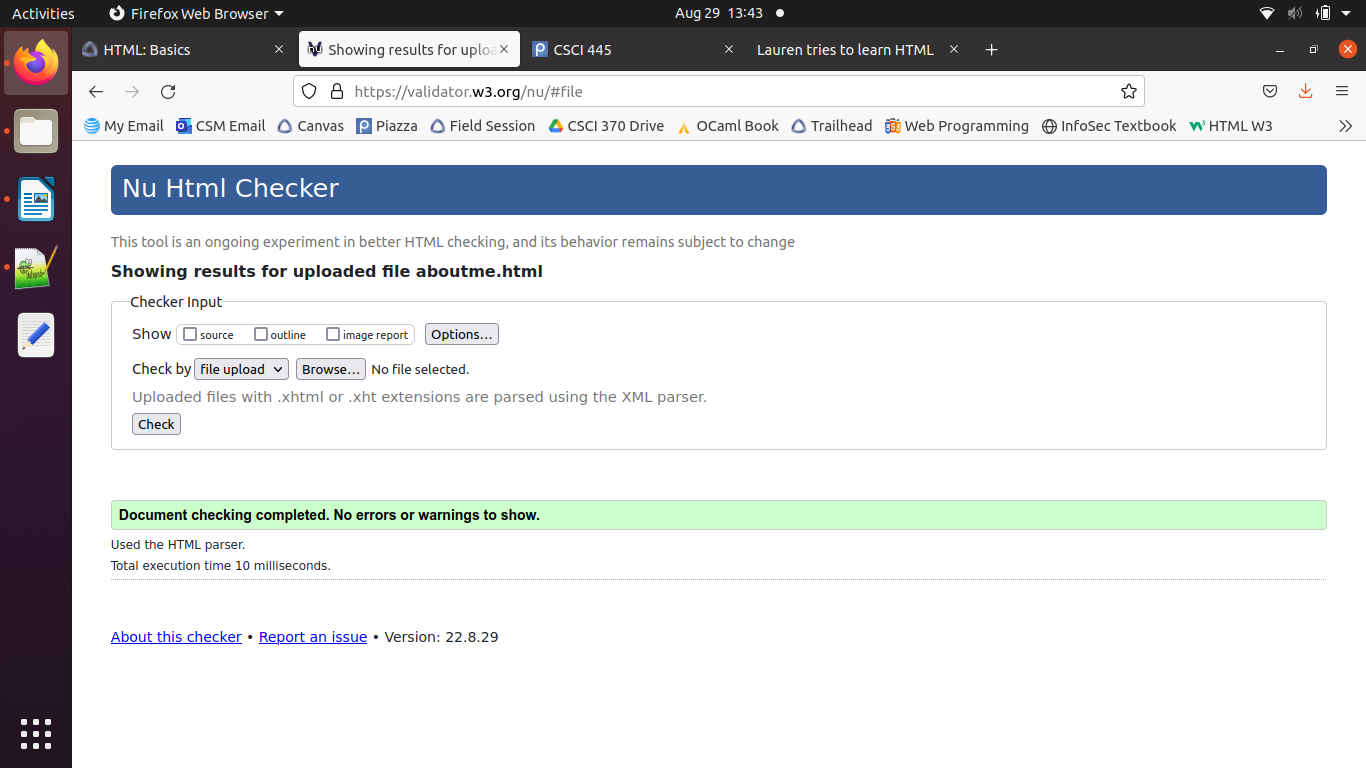 Activities Firefox Web Browser Aug 29 13:43
HTML: Basics Showing results for uploa CSCI 445 Lauren tries to learn HTML
https://validator.w3.org/nu/#file
My Email CSM Email Canvas Piazza Field Session CSCI 370 Drive OCaml Book Trailhead Web Programming InfoSec Textbook HTML W3
Nu Html Checker
This tool is an ongoing experiment in better HTML checking, and its behavior remains subject to change
Showing results for uploaded file aboutme.html
Checker Input
Show source outline image report Options...
Check by file upload Browse... No file selected.
Uploaded files with .xhtml or .xht extensions are parsed using the XML parser.
Check
Document checking completed. No errors or warnings to show.
Used the HTML parser.
Total execution time 10 milliseconds.
About this checker • Report an issue • Version: 22.8.29